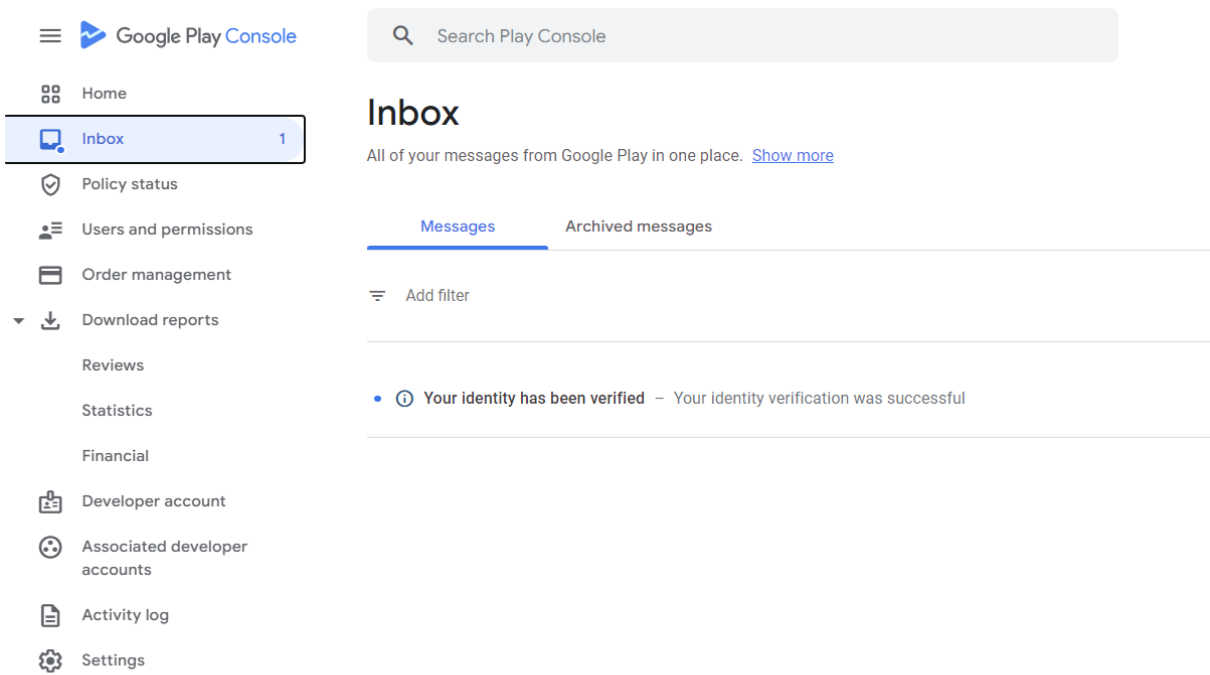 Google Play Console
Search Play Console
Home
Inbox 1
Policy status
Users and permissions
Order management
Download reports
Reviews
Statistics
Financial
Developer account
Associated developer
accounts
Activity log
Settings
Inbox
All of your messages from Google Play in one place. Show more
Messages Archived messages
Add filter
Your identity has been verified – Your identity verification was successful